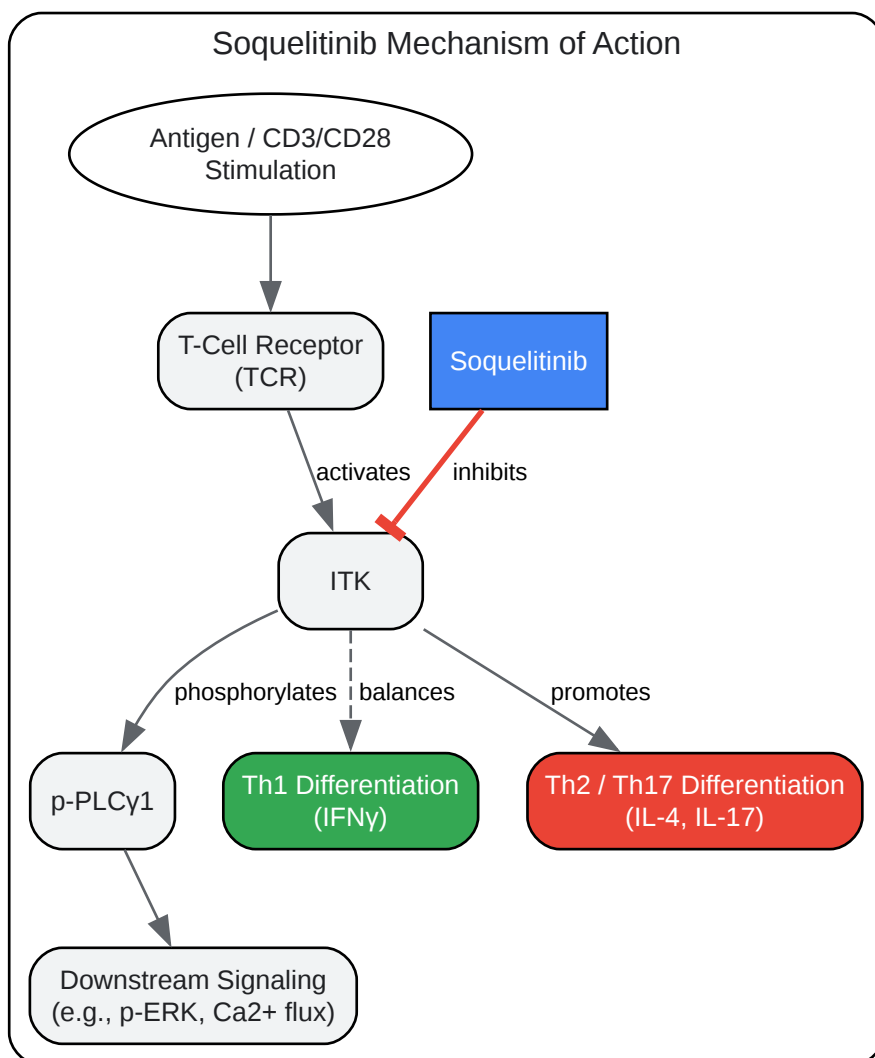 Soquelitinib Mechanism of Action
Antigen / CD3/CD28
Stimulation
T-Cell Receptor
(TCR)
Soquelitinib
activates
inhibits
ITK
phosphorylates
balances
promotes
p-PLCγ1
Th1 Differentiation
(IFNγ)
Th2 / Th17 Differentiation
(IL-4, IL-17)
Downstream Signaling
(e.g., p-ERK, Ca2+ flux)